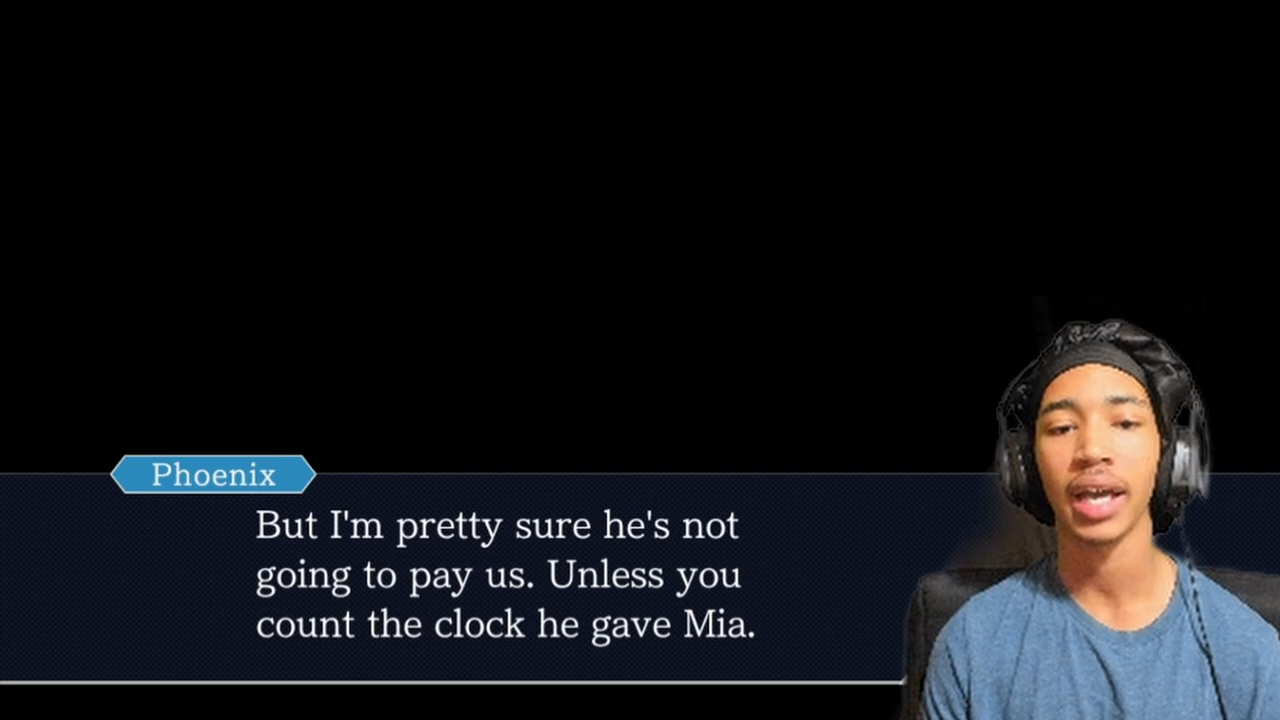 Phoenix
But I'm pretty sure he's not
going to pay us. Unless you
count the clock he gave Mia.